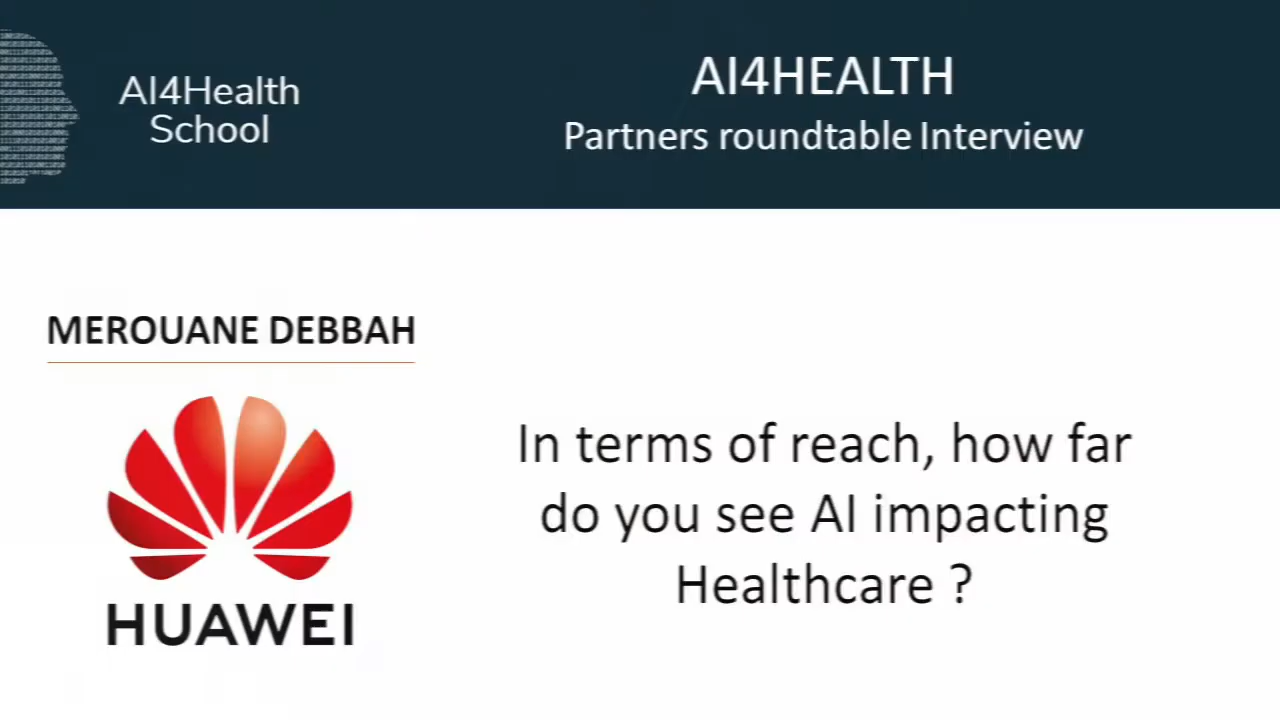 AI4Health
School
AI4HEALTH
Partners roundtable Interview
MEROUANE DEBBAH
HUAWEI
In terms of reach, how far
do you see AI impacting
Healthcare ?